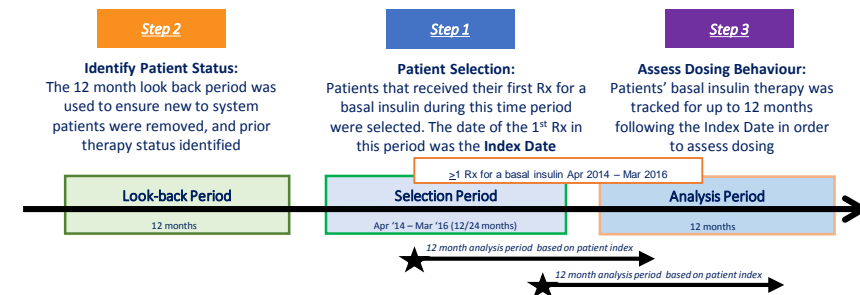 Step 2
Identify Patient Status:
The 12 month look back period was
used to ensure new to system
patients were removed, and prior
therapy status identified
Step 1
Patient Selection:
Patients that received their first Rx for a
basal insulin during this time period
were selected. The date of the 1st Rx in
this period was the Index Date
Step 3
Assess Dosing Behaviour:
Patients' basal insulin therapy was
tracked for up to 12 months
following the Index Date in order
to assess dosing
≥1 Rx for a basal insulin Apr 2014 – Mar 2016
Look-back Period
12 months
Selection Period
Apr '14 – Mar '16 (12/24 months)
Analysis Period
12 months
12 month analysis period based on patient index
12 month analysis period based on patient index